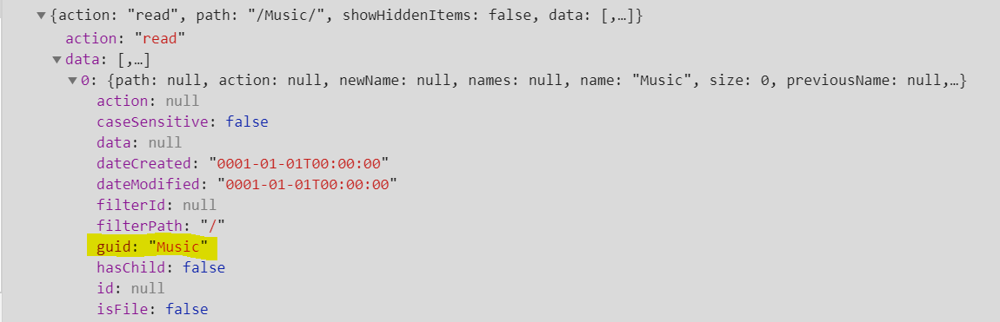 {action: "read", path: "/Music/", showHiddenItems: false, data: [,…]}
action: "read"
data: [,…]
0: {path: null, action: null, newName: null, names: null, name: "Music", size: 0, previousName: null,…}
action: null
caseSensitive: false
data: null
dateCreated: "0001-01-01T00:00:00"
dateModified: "0001-01-01T00:00:00"
filterId: null
filterPath: "/"
guid: "Music"
hasChild: false
id: null
isFile: false